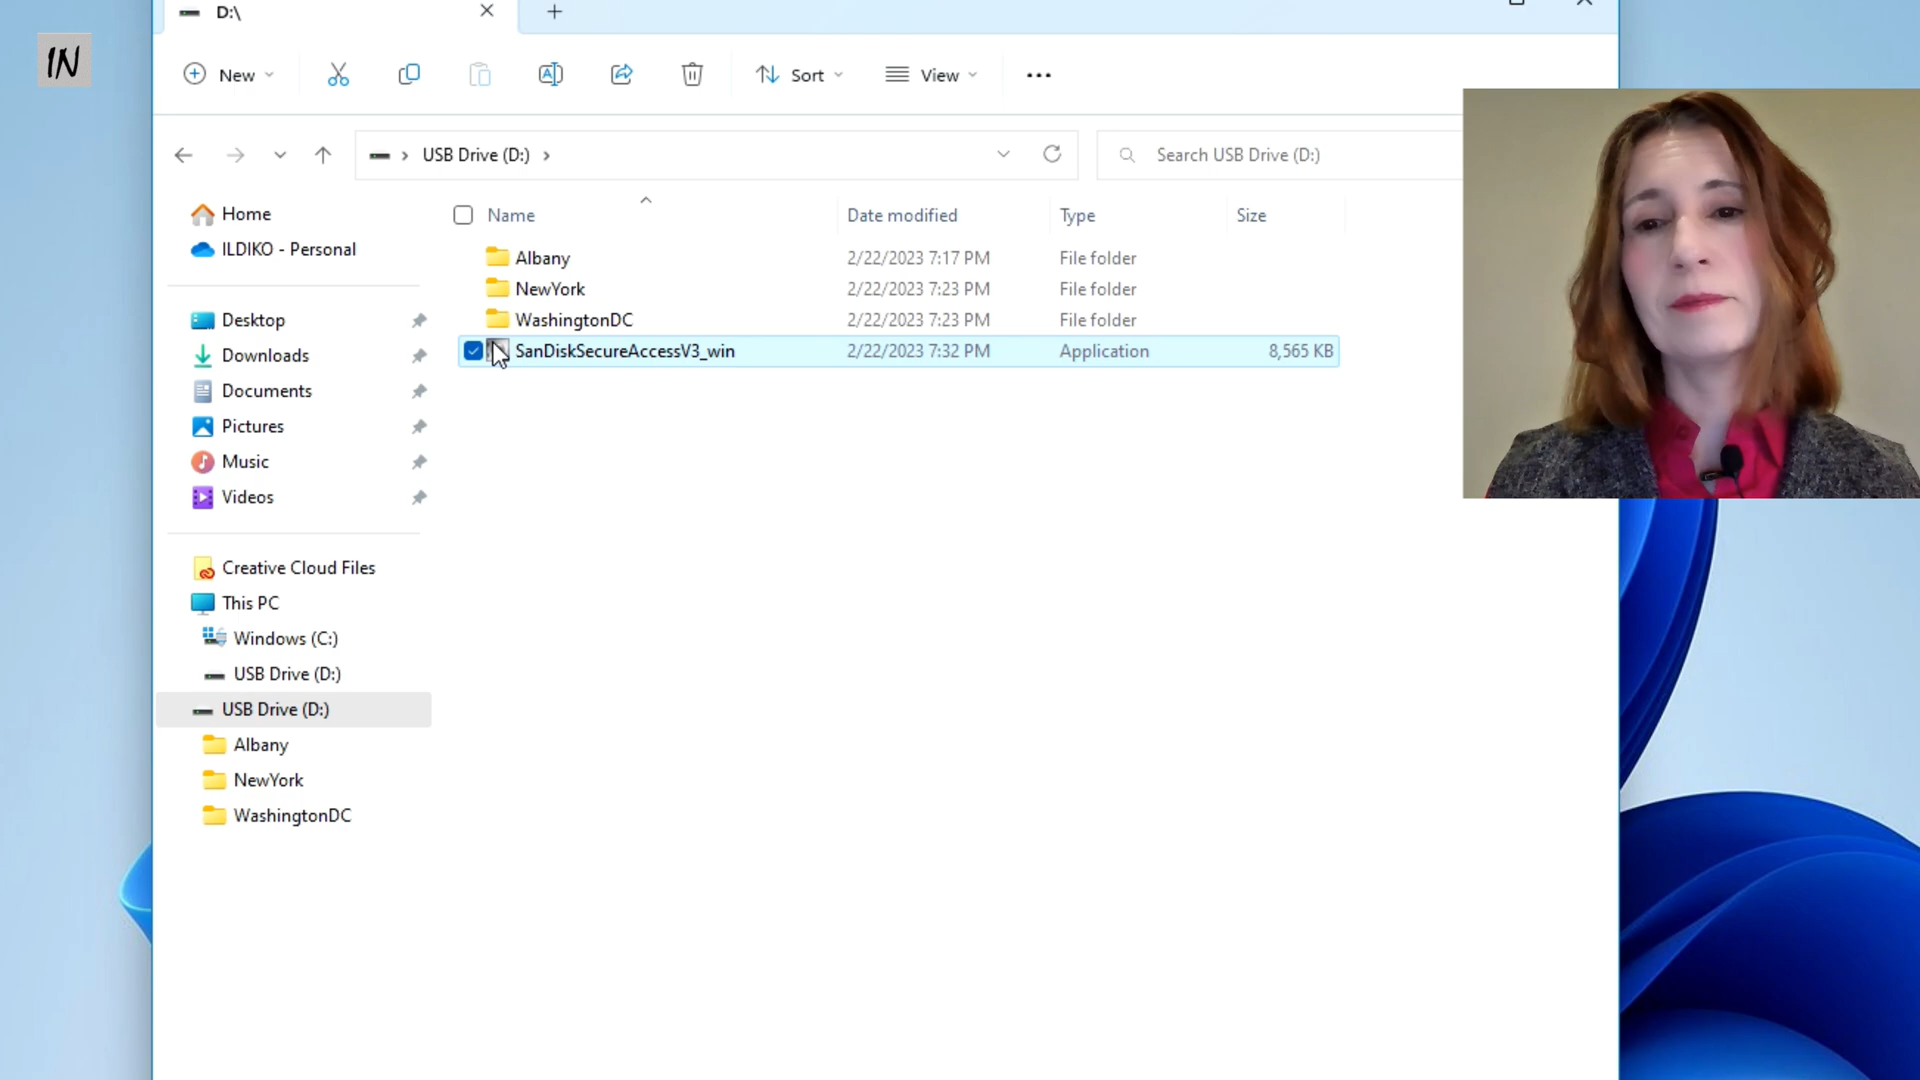 D:\
IN
New
Sort
View
USB Drive (D:)
Search USB Drive (D:)
Home
ILDIKO - Personal
Desktop
Downloads
Documents
Pictures
Music
Videos
Creative Cloud Files
This PC
Windows (C:)
USB Drive (D:)
USB Drive (D:)
Albany
NewYork
WashingtonDC
Name Date modified Type Size
Albany 2/22/2023 7:17 PM File folder
NewYork 2/22/2023 7:23 PM File folder
WashingtonDC 2/22/2023 7:23 PM File folder
SanDiskSecureAccessV3_win 2/22/2023 7:32 PM Application 8,565 KB